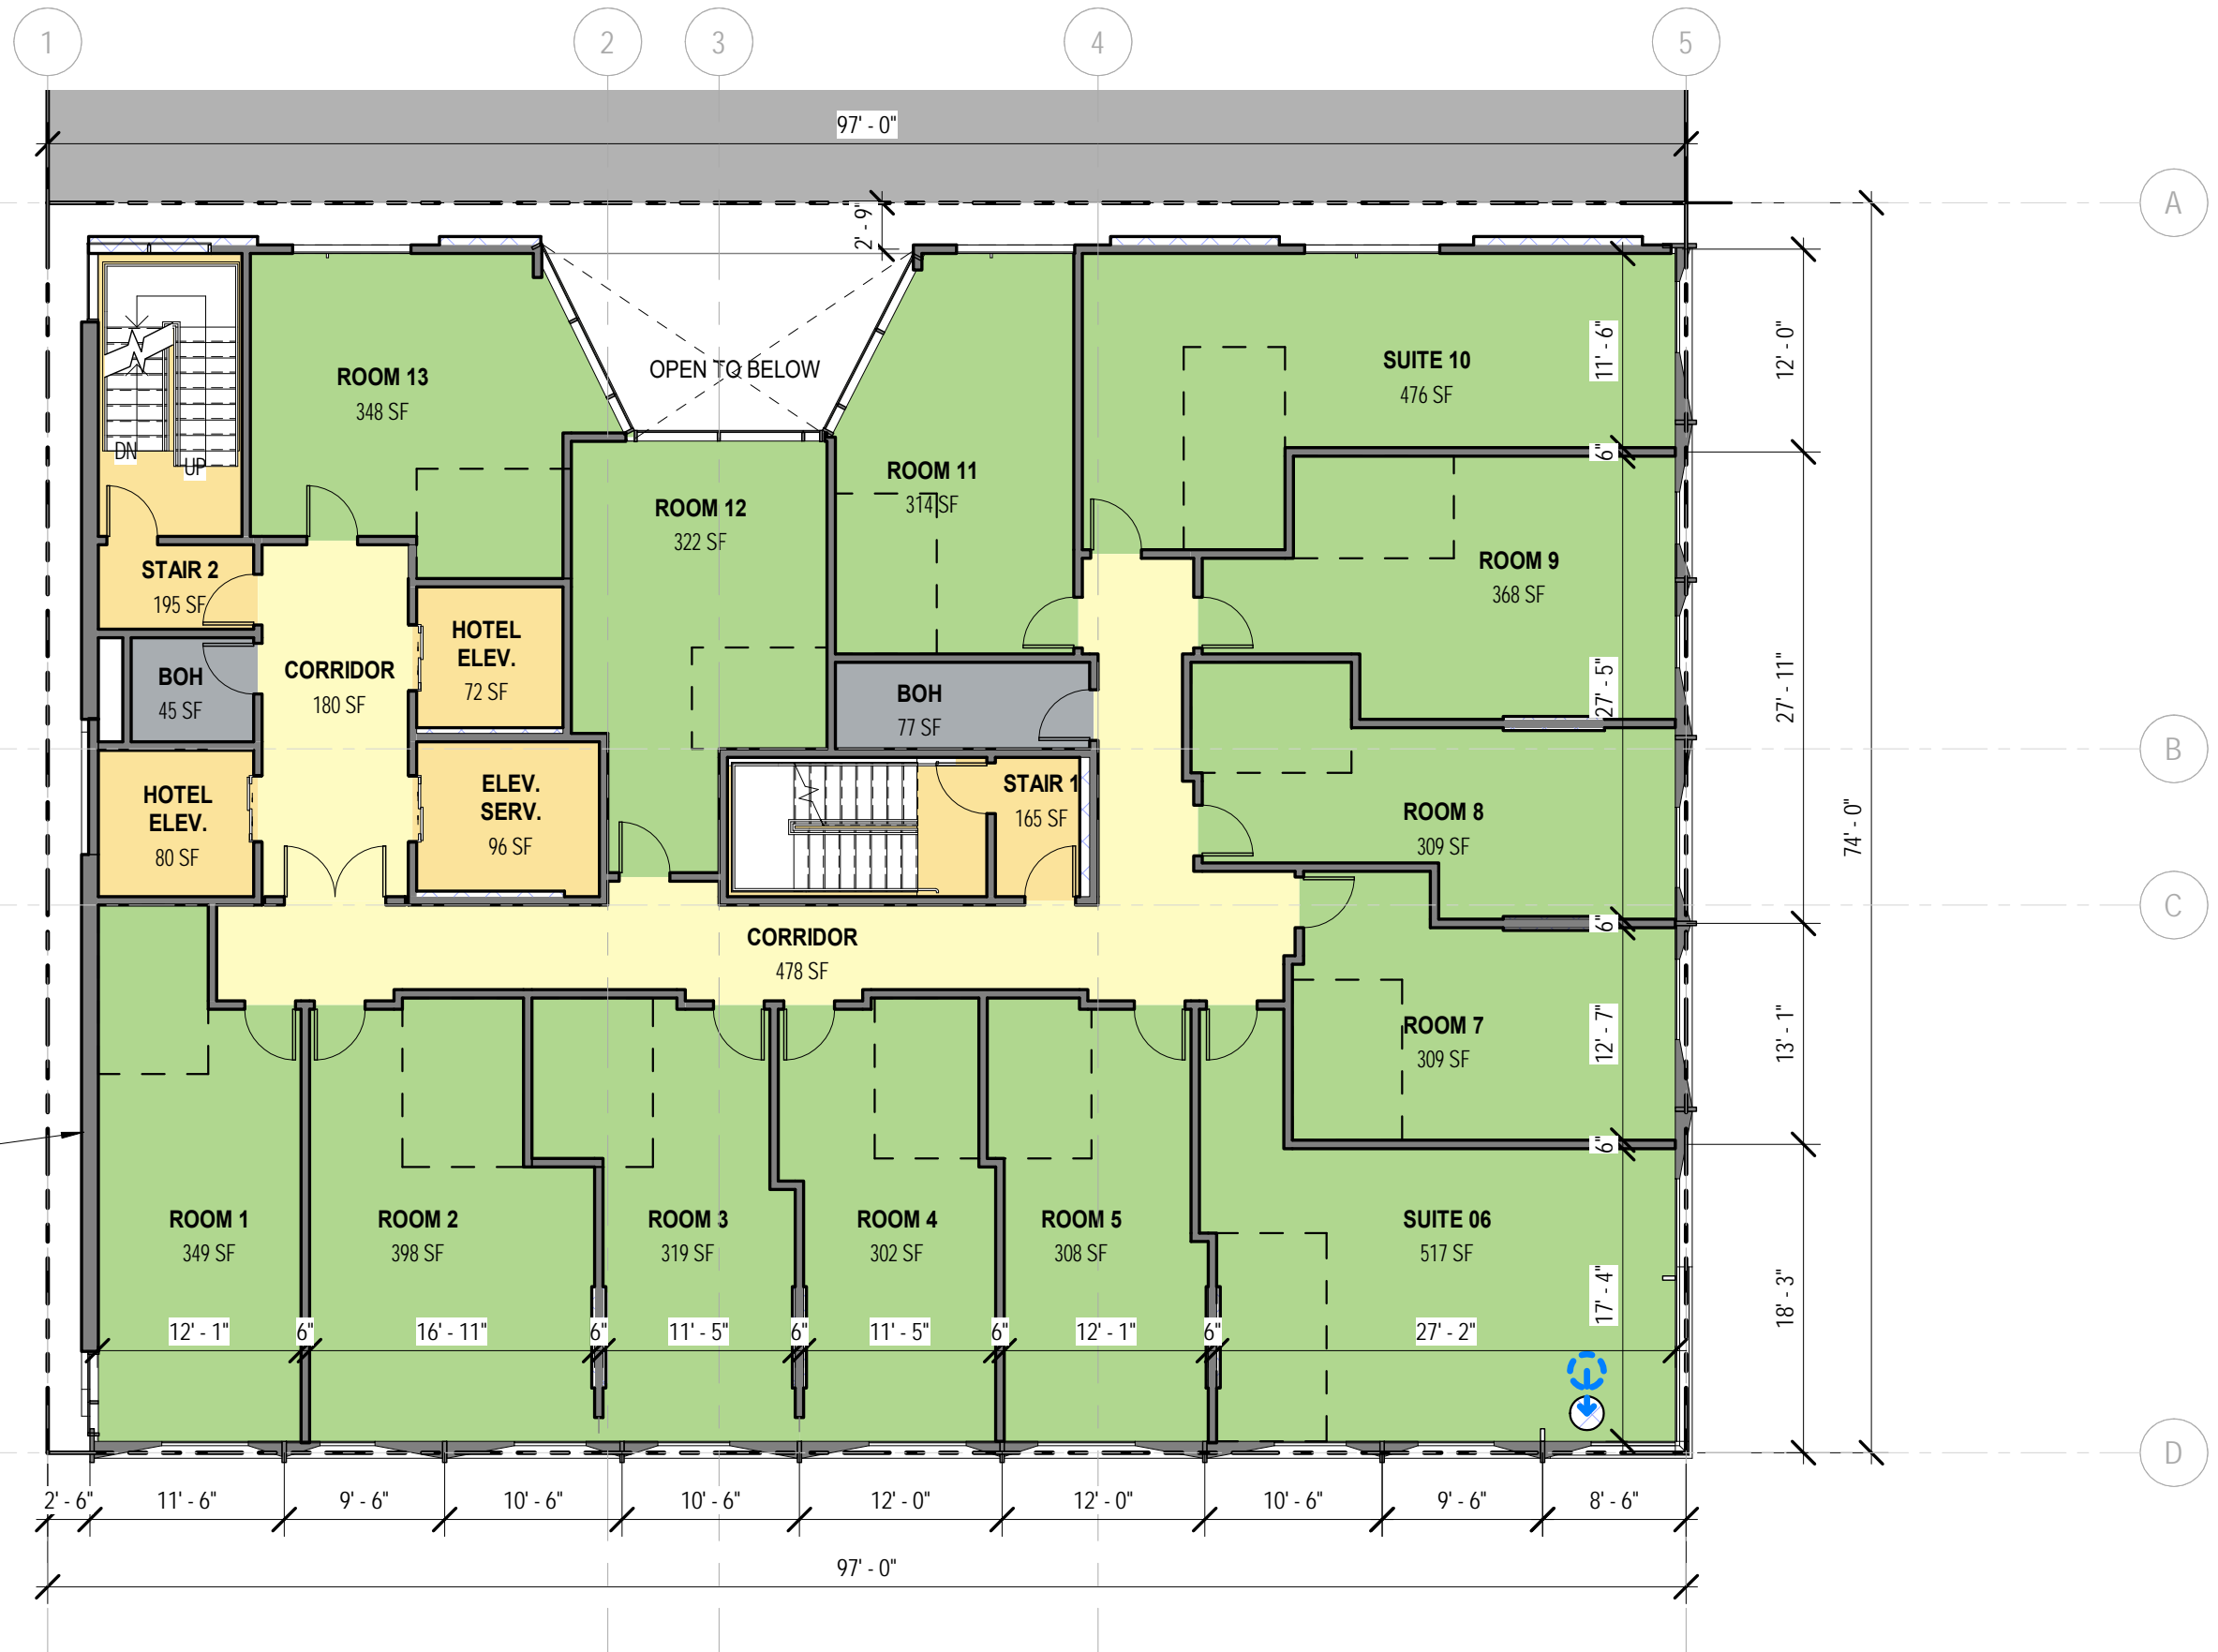 1
2
3
4
5
97' - 0"
A
2' - 9"
ROOM 13
348 SF
OPEN TO BELOW
SUITE 10
476 SF
11' - 6"
12' - 0"
DN
UP
ROOM 11
314 SF
6"
ROOM 12
322 SF
ROOM 9
368 SF
STAIR 2
195 SF
HOTEL
ELEV.
72 SF
BOH
45 SF
CORRIDOR
180 SF
BOH
77 SF
27' - 5"
27' - 11"
B
HOTEL
ELEV.
80 SF
ELEV.
SERV.
96 SF
STAIR 1
165 SF
ROOM 8
309 SF
74' - 0"
C
CORRIDOR
478 SF
6"
ROOM 7
309 SF
12' - 7"
13' - 1"
6"
ROOM 1
349 SF
ROOM 2
398 SF
ROOM 3
319 SF
ROOM 4
302 SF
ROOM 5
308 SF
SUITE 06
517 SF
17' - 4"
18' - 3"
12' - 1"
6"
16' - 11"
6"
11' - 5"
6"
11' - 5"
6"
12' - 1"
6"
27' - 2"
D
2' - 6"
11' - 6"
9' - 6"
10' - 6"
10' - 6"
12' - 0"
12' - 0"
10' - 6"
9' - 6"
8' - 6"
97' - 0"